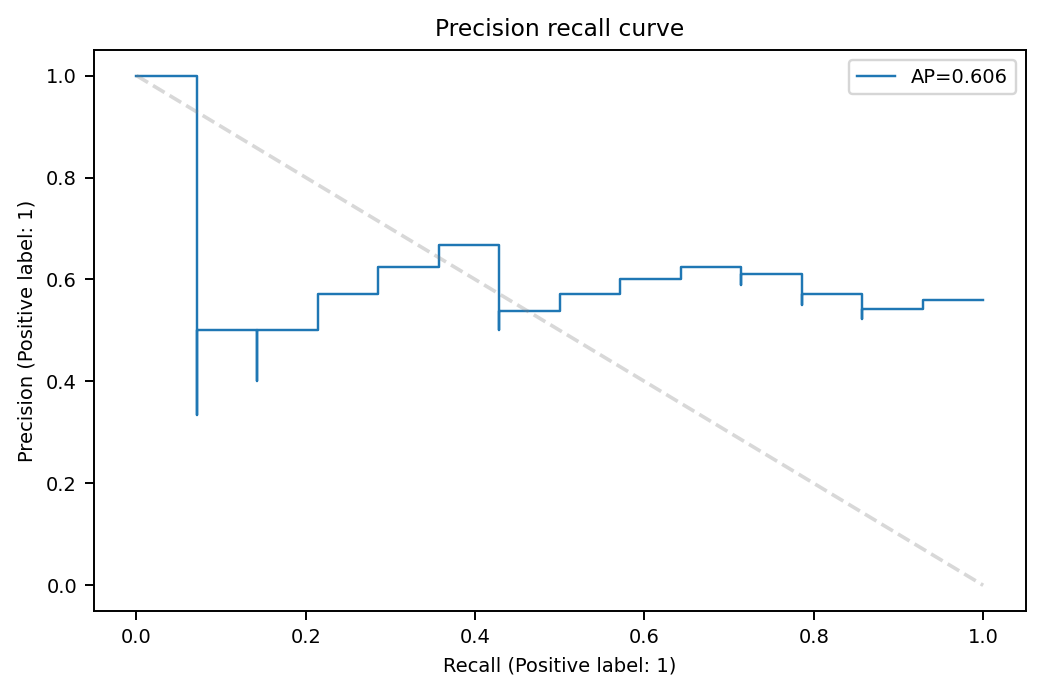 Precision recall curve
AP=0.606
Precision (Positive label: 1)
1.0
0.8
0.6
0.4
0.2
0.0
0.0 0.2 0.4 0.6 0.8 1.0
Recall (Positive label: 1)